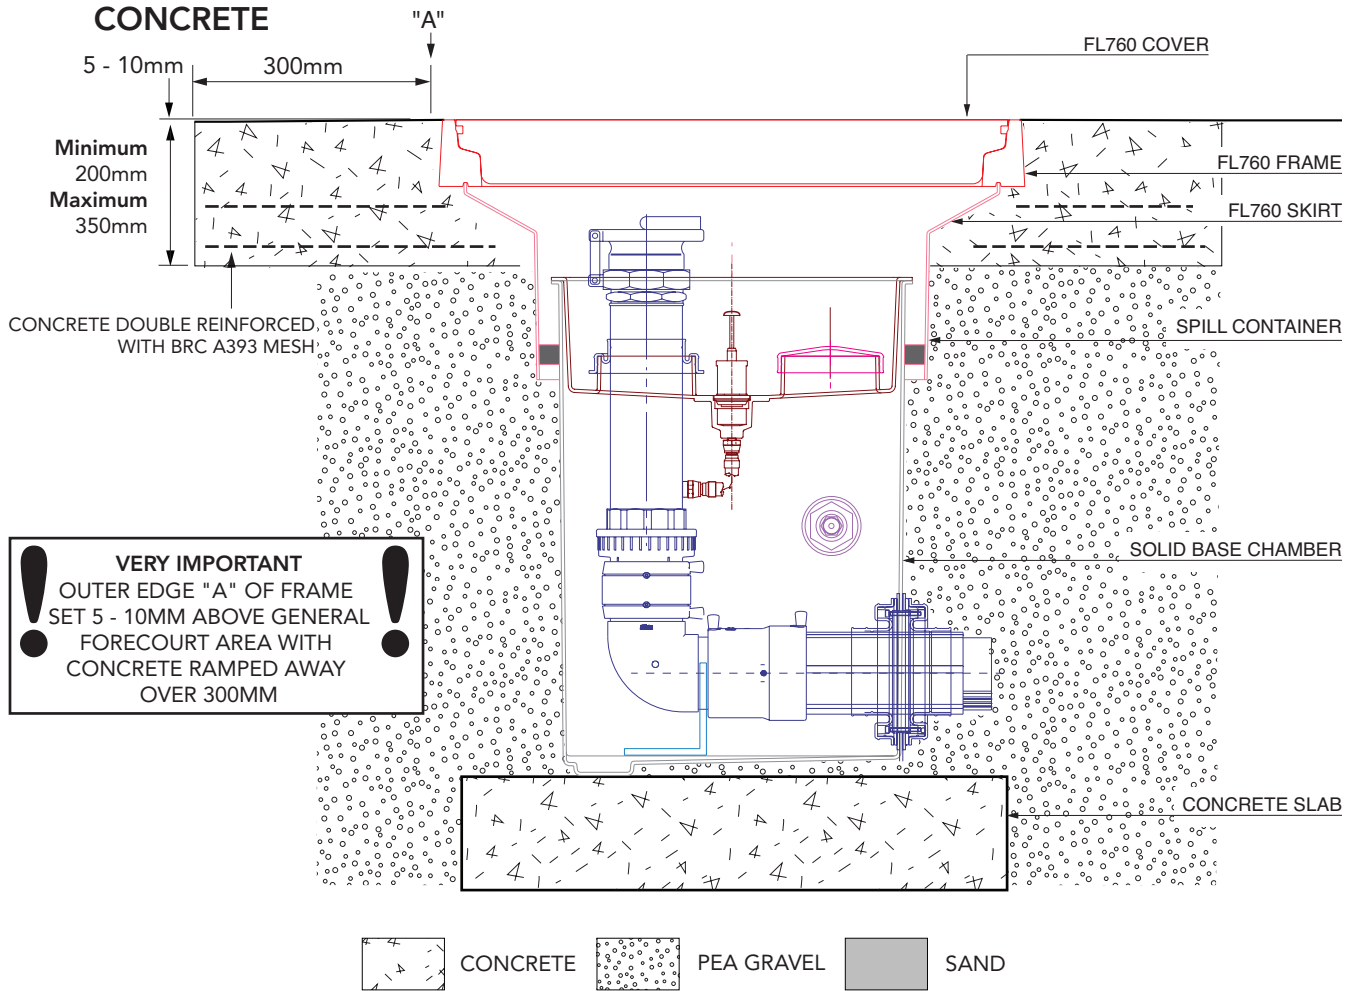 CONCRETE
"A"
5 - 10mm
300mm
FL760 COVER
Minimum
200mm
Maximum
350mm
FL760 FRAME
FL760 SKIRT
CONCRETE DOUBLE REINFORCED
WITH BRC A393 MESH
SPILL CONTAINER
VERY IMPORTANT
OUTER EDGE "A" OF FRAME
SET 5 - 10MM ABOVE GENERAL
FORECOURT AREA WITH
CONCRETE RAMPED AWAY
OVER 300MM
SOLID BASE CHAMBER
CONCRETE SLAB
CONCRETE
PEA GRAVEL
SAND